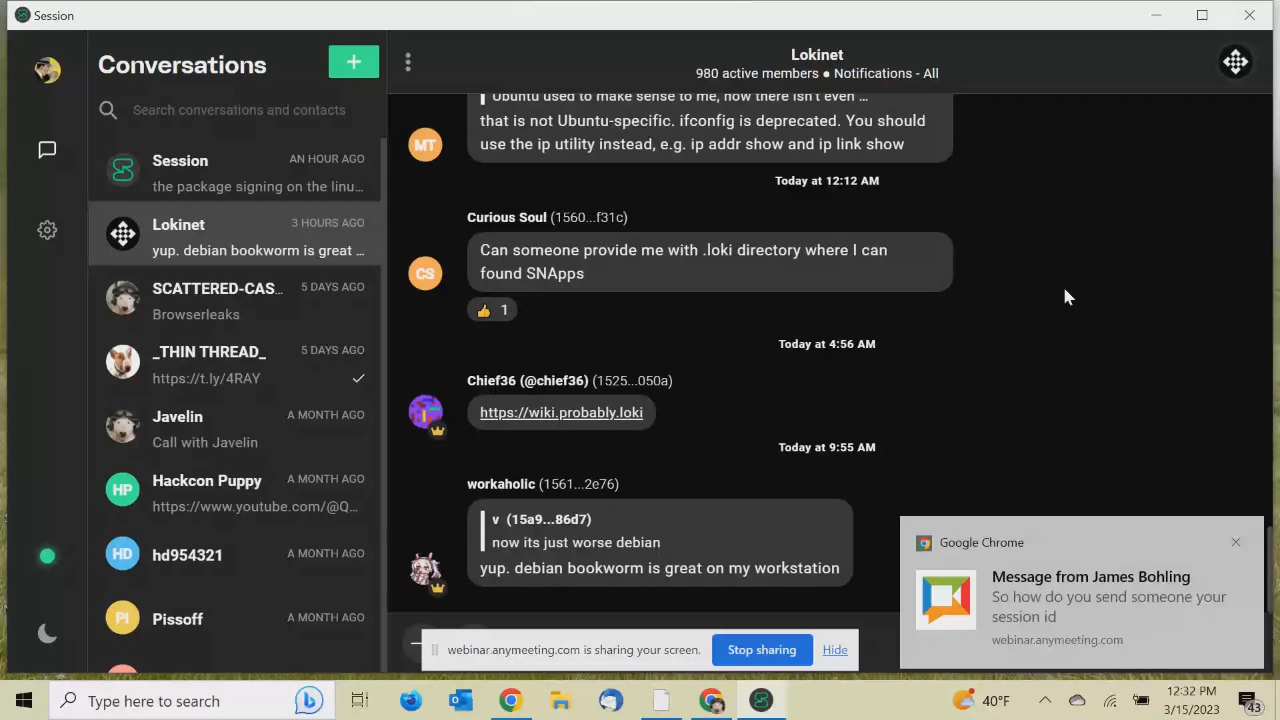 Session
Conversations
+
Search conversations and contacts
Session
AN HOUR AGO
the package signing on the linu...
Lokinet
3 HOURS AGO
yup. debian bookworm is great ...
SCATTERED-CAS...
5 DAYS AGO
Browserleaks
_THIN THREAD_
5 DAYS AGO
https://t.ly/4RAY
Javelin
A MONTH AGO
Call with Javelin
HP
Hackcon Puppy
A MONTH AGO
https://www.youtube.com/@Q...
HD
hd954321
A MONTH AGO
PI
Pissoff
A MONTH AGO
Lokinet
980 active members ● Notifications - All
Ubuntu used to make sense to me, now there isn't even ...
that is not Ubuntu-specific. ifconfig is deprecated. You should
use the ip utility instead, e.g. ip addr show and ip link show
MT
Today at 12:12 AM
Curious Soul (1560...f31c)
Can someone provide me with .loki directory where I can
found SNApps
CS
👍 1
Today at 4:56 AM
Chief36 (@chief36) (1525...050a)
https://wiki.probably.loki
Today at 9:55 AM
workaholic (1561...2e76)
v (15a9...86d7)
now its just worse debian
yup. debian bookworm is great on my workstation
Google Chrome
Message from James Bohling
So how do you send someone your
session id
webinar.anymeeting.com
webinar.anymeeting.com is sharing your screen.
Stop sharing
Hide
Type here to search
40°F
12:32 PM
3/15/2023
43